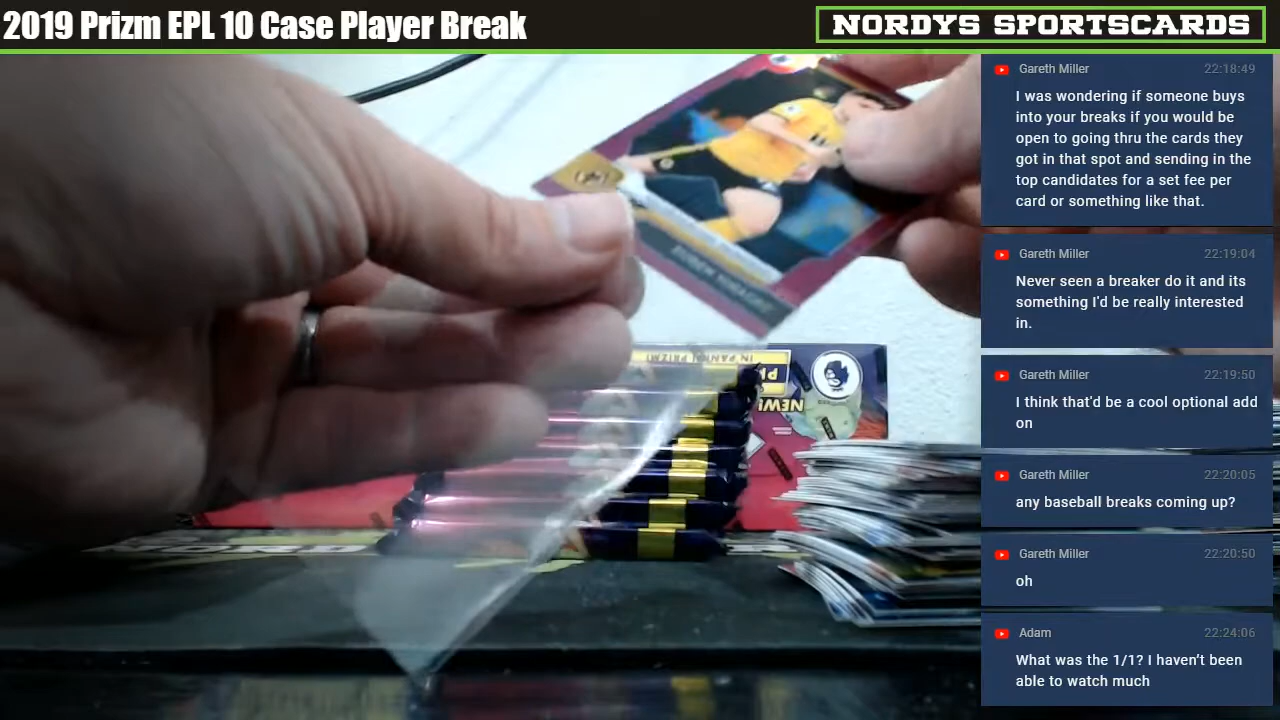 2019 Prizm EPL 10 Case Player Break
NORDYS SPORTSCARDS
Gareth Miller 22:18:49
I was wondering if someone buys
into your breaks if you would be
open to going thru the cards they
got in that spot and sending in the
top candidates for a set fee per
card or something like that.
Gareth Miller 22:19:04
Never seen a breaker do it and its
something I'd be really interested
in.
Gareth Miller 22:19:50
I think that'd be a cool optional add
on
Gareth Miller 22:20:05
any baseball breaks coming up?
Gareth Miller 22:20:50
oh
Adam 22:24:06
What was the 1/1? I haven't been
able to watch much
IN PANINI PRIZM!
NORD